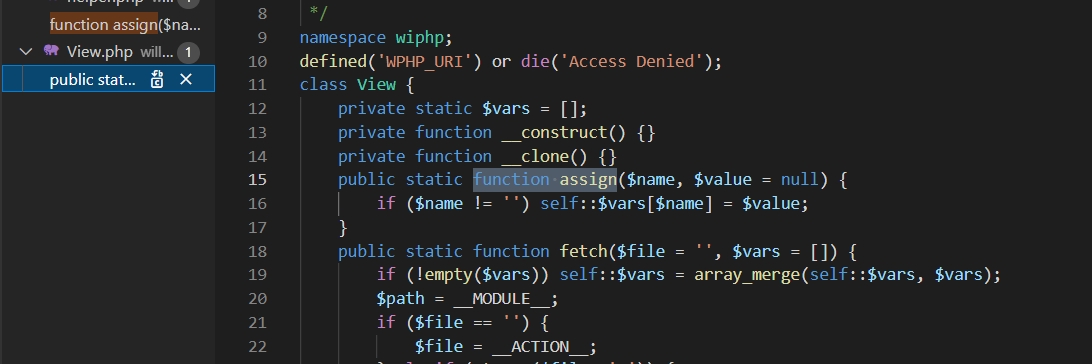 function assign($na...
View.php will... 1
public stat...
8 */
9 namespace wiphp;
10 defined('WPHP_URI') or die('Access Denied');
11 class View {
12 private static $vars = [];
13 private function __construct() {}
14 private function __clone() {}
15 public static function assign($name, $value = null) {
16 if ($name != '') self::$vars[$name] = $value;
17 }
18 public static function fetch($file = '', $vars = []) {
19 if (!empty($vars)) self::$vars = array_merge(self::$vars, $vars);
20 $path = __MODULE__;
21 if ($file == '') {
22 $file = __ACTION__;